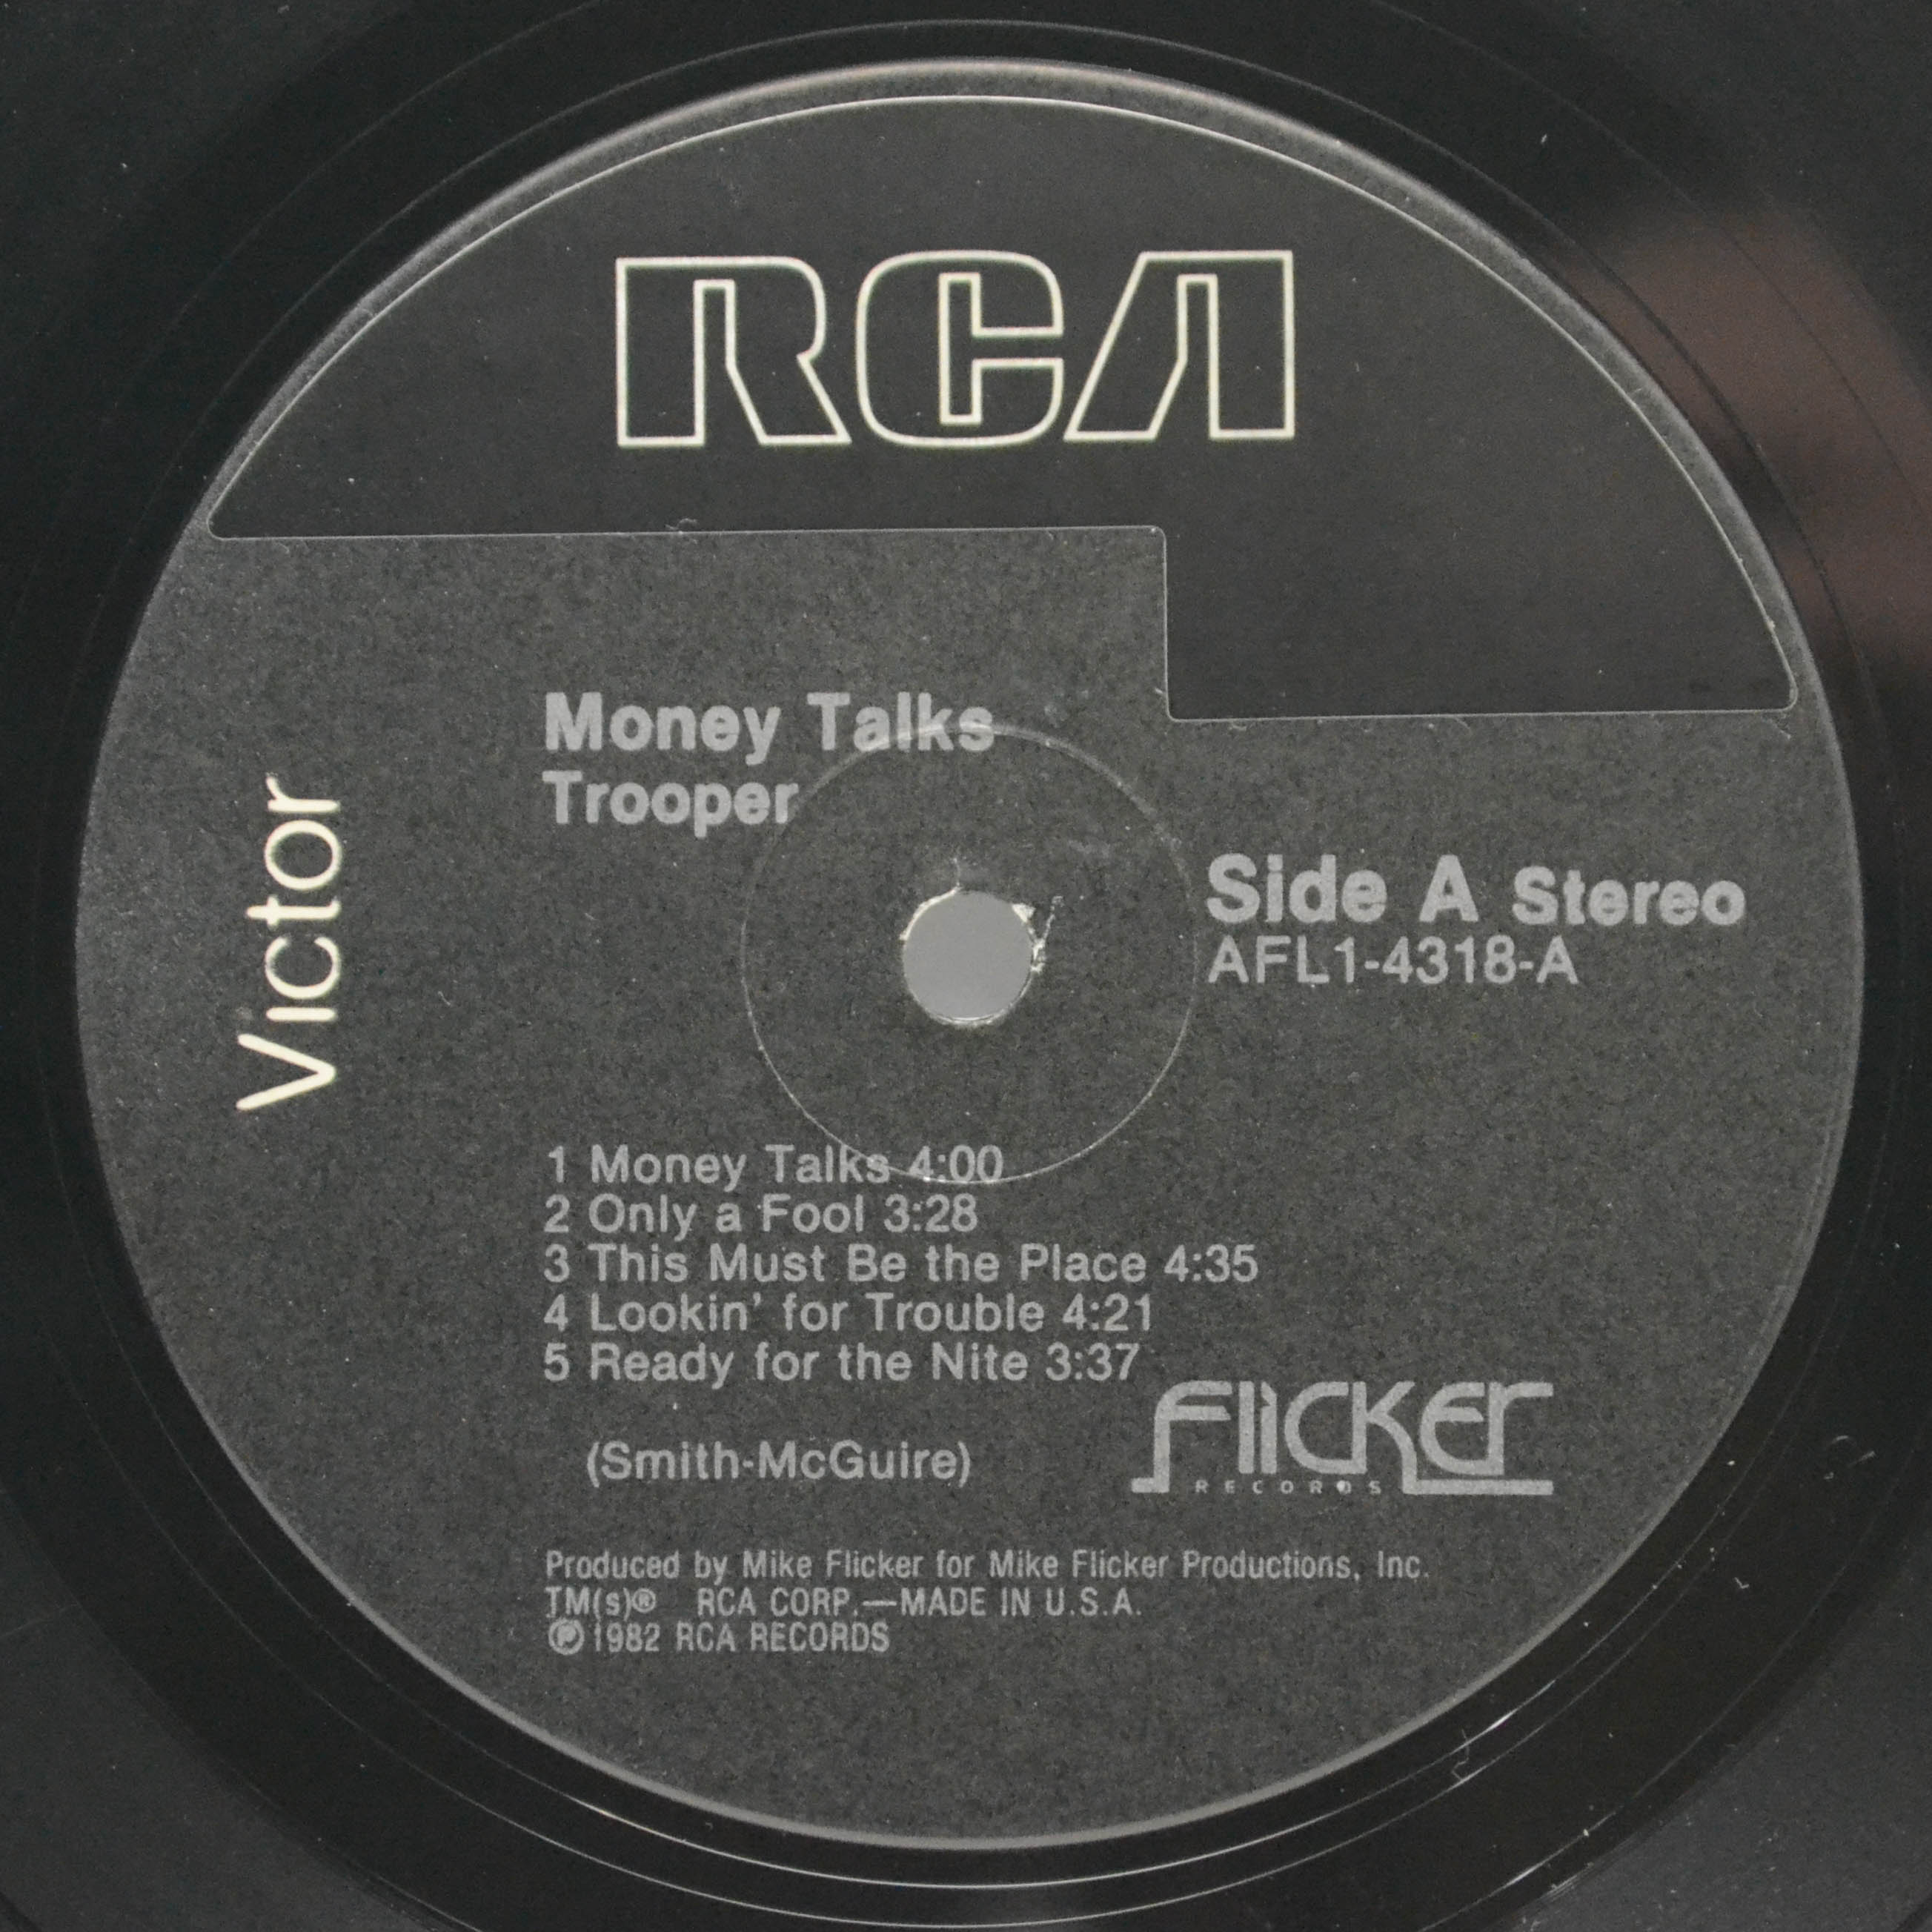 RCA
Victor
Money Talks
Trooper
Side A Stereo
AFL1-4318-A
1 Money Talks 4:00
2 Only a Fool 3:28
3 This Must Be the Place 4:35
4 Lookin' for Trouble 4:21
5 Ready for the Nite 3:37
(Smith-McGuire)
Flicker
RECORDS
Produced by Mike Flicker for Mike Flicker Productions, Inc.
TM(s)® RCA CORP.—MADE IN U.S.A.
℗ 1982 RCA RECORDS